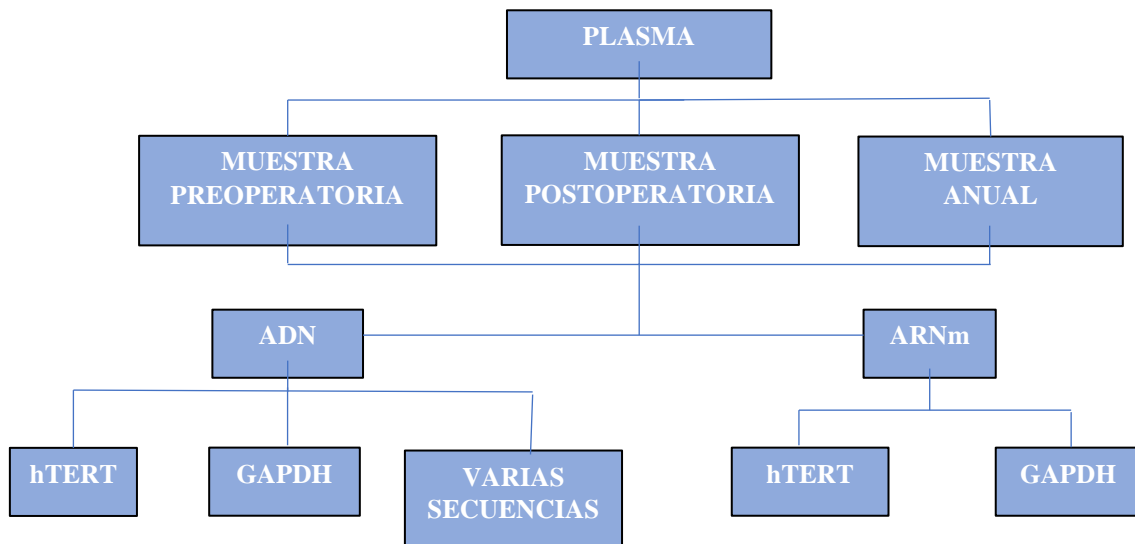 PLASMA
MUESTRA
PREOPERATORIA
MUESTRA
POSTOPERATORIA
MUESTRA
ANUAL
ADN
ARNm
hTERT
GAPDH
VARIAS
SECUENCIAS
hTERT
GAPDH